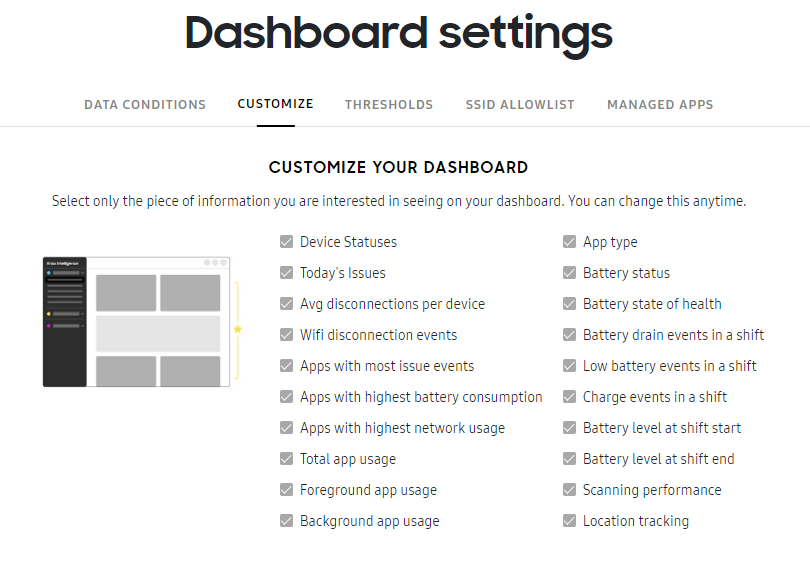 Dashboard settings
DATA CONDITIONS CUSTOMIZE THRESHOLDS SSID ALLOWLIST MANAGED APPS
CUSTOMIZE YOUR DASHBOARD
Select only the piece of information you are interested in seeing on your dashboard. You can change this anytime.
Device Statuses
Today's Issues
Avg disconnections per device
Wifi disconnection events
Apps with most issue events
Apps with highest battery consumption
Apps with highest network usage
Total app usage
Foreground app usage
Background app usage
App type
Battery status
Battery state of health
Battery drain events in a shift
Low battery events in a shift
Charge events in a shift
Battery level at shift start
Battery level at shift end
Scanning performance
Location tracking